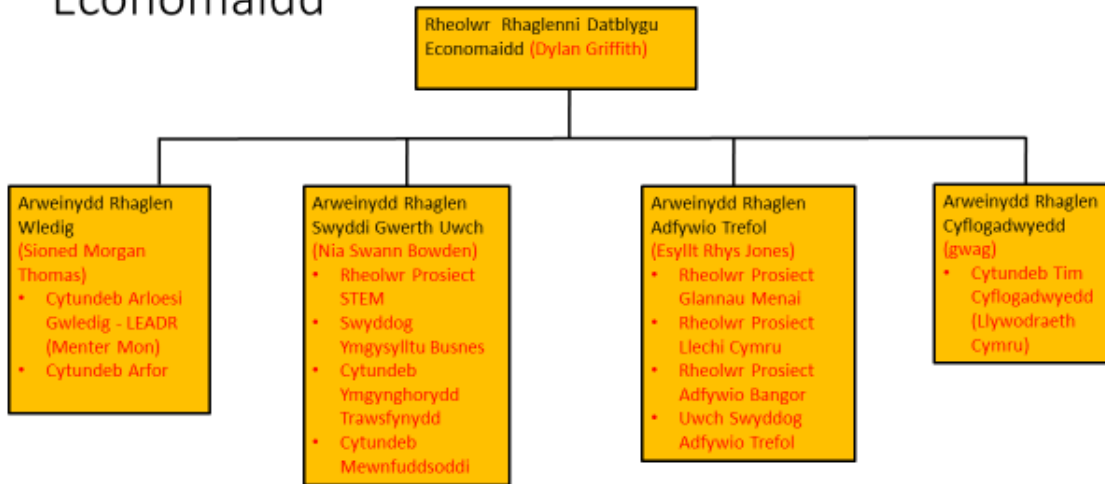 Economaidd
Rheolwr Rhaglenni Datblygu
Economaidd (Dylan Griffith)
Arweinydd Rhaglen
Wledig
(Sioned Morgan
Thomas)
• Cytundeb Arloesi
Gwledig - LEADR
(Menter Mon)
• Cytundeb Arfor
Arweinydd Rhaglen
Swyddi Gwerth Uwch
(Nia Swann Bowden)
• Rheolwr Prosiect
STEM
• Swyddog
Ymgysylltu Busnes
• Cytundeb
Ymgynghorydd
Trawsfynydd
• Cytundeb
Mewnfuddsoddi
Arweinydd Rhaglen
Adfywio Trefol
(Esyllt Rhys Jones)
• Rheolwr Prosiect
Glannau Menai
• Rheolwr Prosiect
Llechi Cymru
• Rheolwr Prosiect
Adfywio Bangor
• Uwch Swyddog
Adfywio Trefol
Arweinydd Rhaglen
Cyflogadwyedd
(gwag)
• Cytundeb Tim
Cyflogadwyedd
(Llywodraeth
Cymru)